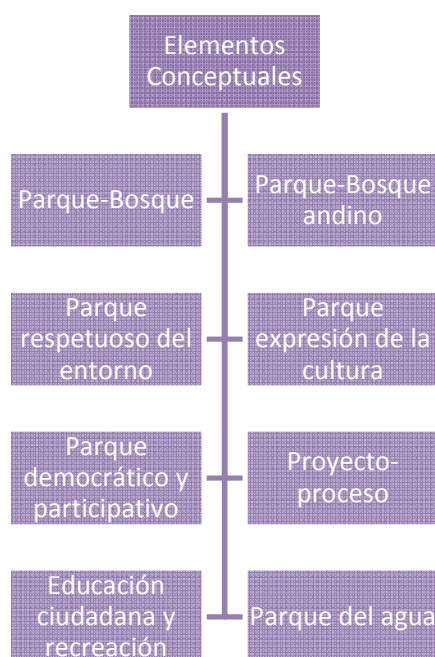 Elementos
Conceptuales
Parque-Bosque
Parque-Bosque
andino
Parque
respetuoso del
entorno
Parque
expresión de la
cultura
Parque
democrático y
participativo
Proyecto-
proceso
Educación
ciudadana y
recreación
Parque del agua